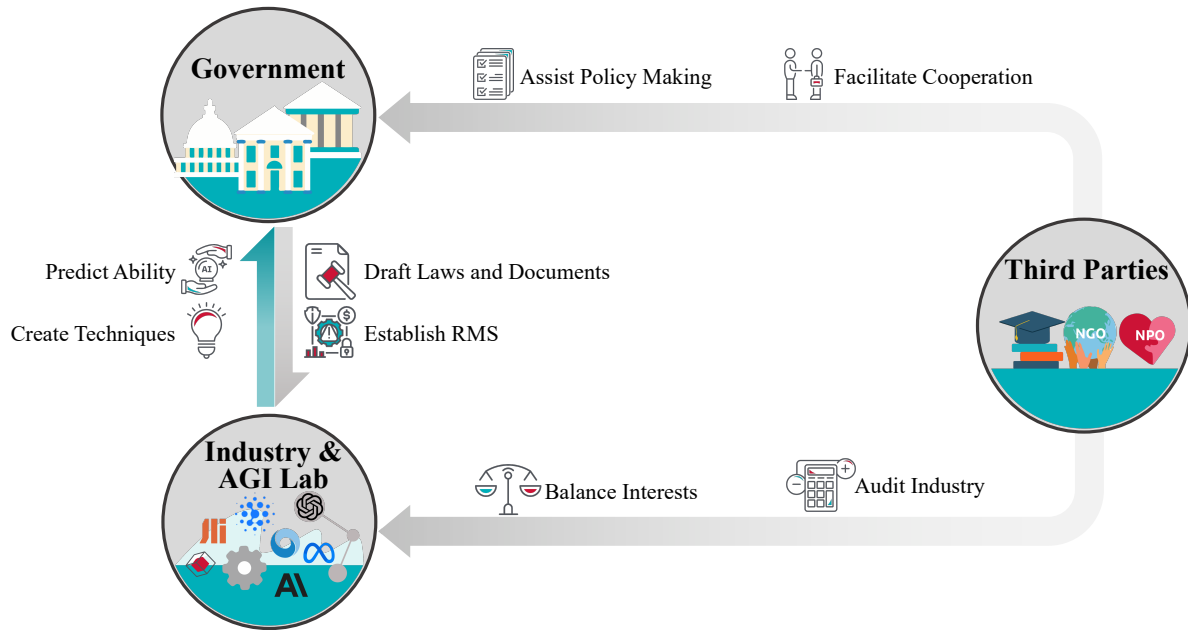 Government
Assist Policy Making
Facilitate Cooperation
Predict Ability
AI
Draft Laws and Documents
Create Techniques
Establish RMS
Third Parties
NGO
NPO
Industry &
AGI Lab
Balance Interests
Audit Industry